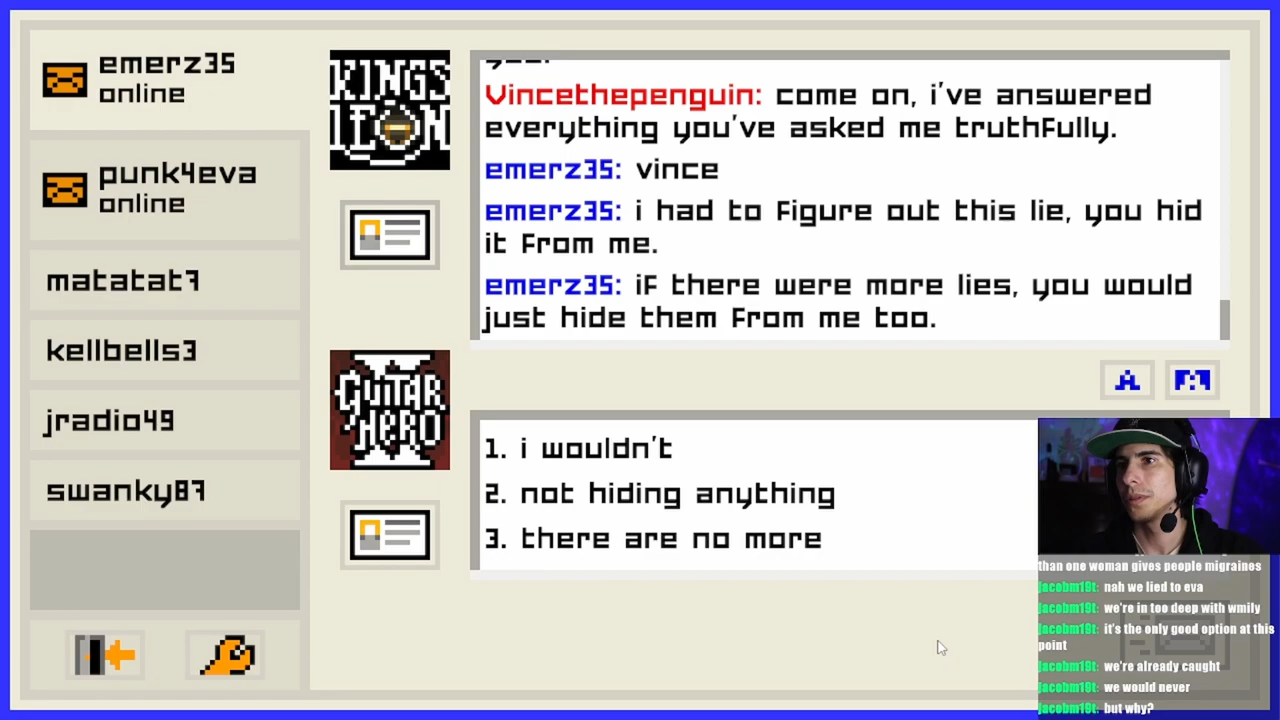 emerz35
online
punk4eva
online
matatat7
kellbells3
jradio49
swanky87
KINGS
LEON
GUITAR
HERO
Vincethepenguin: come on, i've answered
everything you've asked me truthfully.
emerz35: vince
emerz35: i had to figure out this lie, you hid
it from me.
emerz35: if there were more lies, you would
just hide them from me too.
A
A
1. i wouldn't
2. not hiding anything
3. there are no more
than one woman gives people migraines
jacobm19t: nah we lied to eva
jacobm19t: we're in too deep with wmily
jacobm19t: it's the only good option at this
point
jacobm19t: we're already caught
jacobm19t: we would never
jacobm19t: but why?